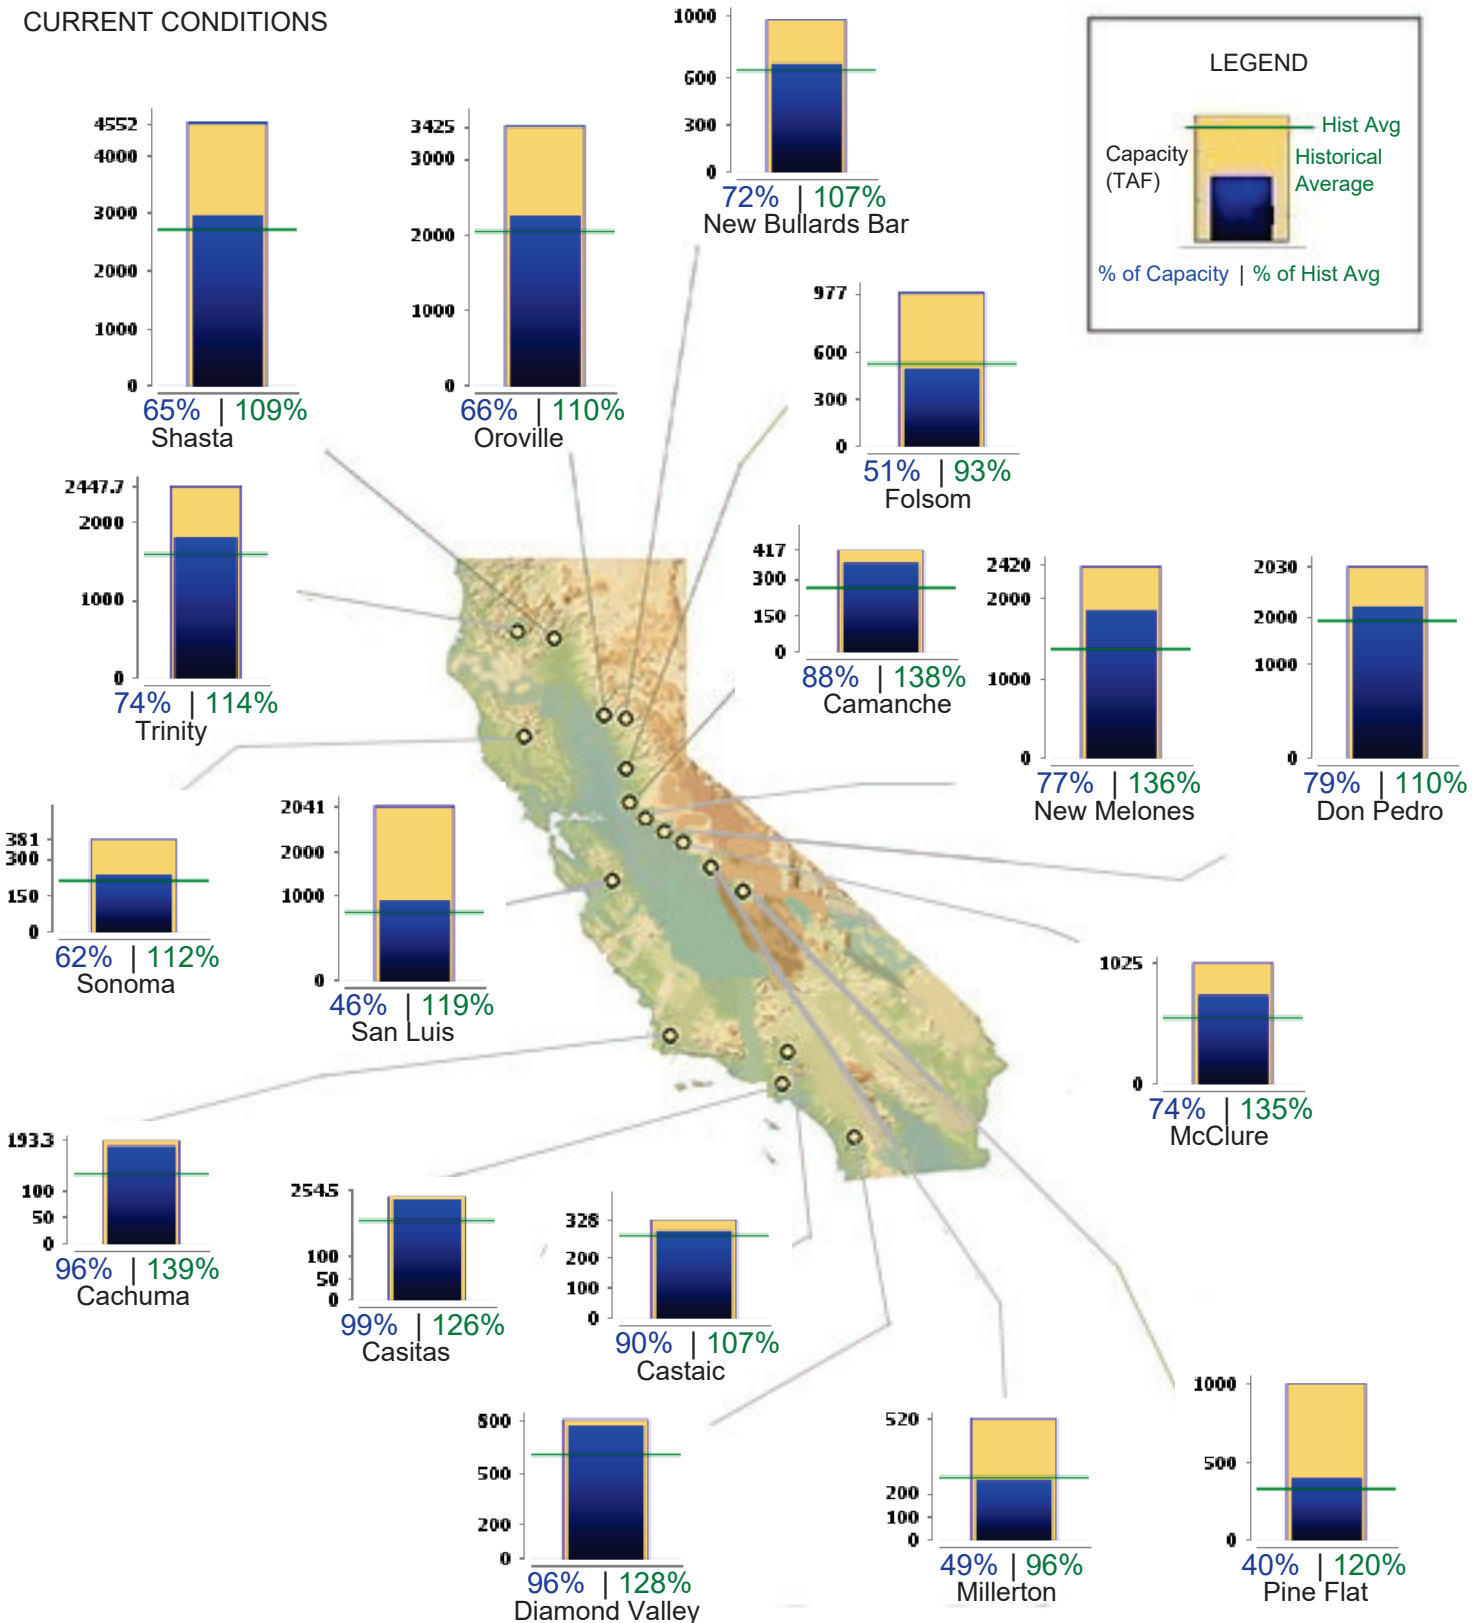 CURRENT CONDITIONS
1000
600
300
0
72% | 107%
New Bullards Bar
LEGEND
Hist Avg
Capacity
(TAF)
Historical
Average
% of Capacity | % of Hist Avg
4552
4000
3000
2000
1000
0
65% | 109%
Shasta
3425
3000
2000
1000
0
66% | 110%
Oroville
977
600
300
0
51% | 93%
Folsom
2447.7
2000
1000
0
74% | 114%
Trinity
417
300
150
0
88% | 138%
Camanche
2420
2000
1000
0
77% | 136%
New Melones
2030
2000
1000
0
79% | 110%
Don Pedro
381
300
150
0
62% | 112%
Sonoma
2041
2000
1000
0
46% | 119%
San Luis
1025
0
74% | 135%
McClure
193.3
100
50
0
96% | 139%
Cachuma
254.5
100
50
0
99% | 126%
Casitas
328
200
100
0
90% | 107%
Castaic
800
500
200
0
96% | 128%
Diamond Valley
520
200
100
0
49% | 96%
Millerton
1000
500
0
40% | 120%
Pine Flat